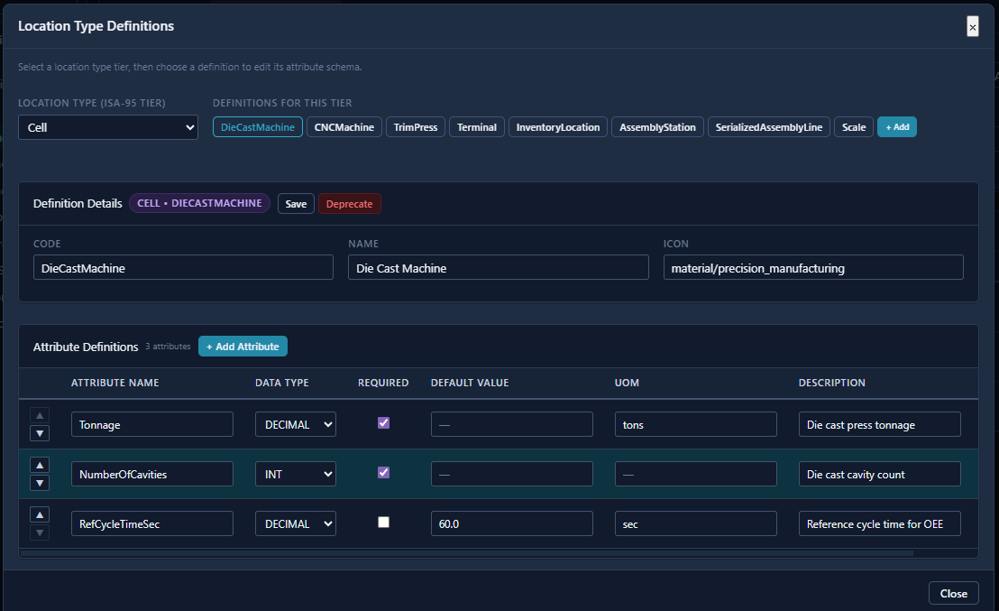 Location Type Definitions
×
Select a location type tier, then choose a definition to edit its attribute schema.
LOCATION TYPE (ISA-95 TIER)
DEFINITIONS FOR THIS TIER
Cell
DieCastMachine CNCMachine TrimPress Terminal InventoryLocation AssemblyStation SerializedAssemblyLine Scale + Add
Definition Details CELL • DIECASTMACHINE Save Deprecate
CODE NAME ICON
DieCastMachine Die Cast Machine material/precision_manufacturing
Attribute Definitions 3 attributes + Add Attribute
ATTRIBUTE NAME DATA TYPE REQUIRED DEFAULT VALUE UOM DESCRIPTION
▲ ▼ Tonnage DECIMAL — tons Die cast press tonnage
▲ ▼ NumberOfCavities INT — — Die cast cavity count
▲ ▼ RefCycleTimeSec DECIMAL 60.0 sec Reference cycle time for OEE
Close